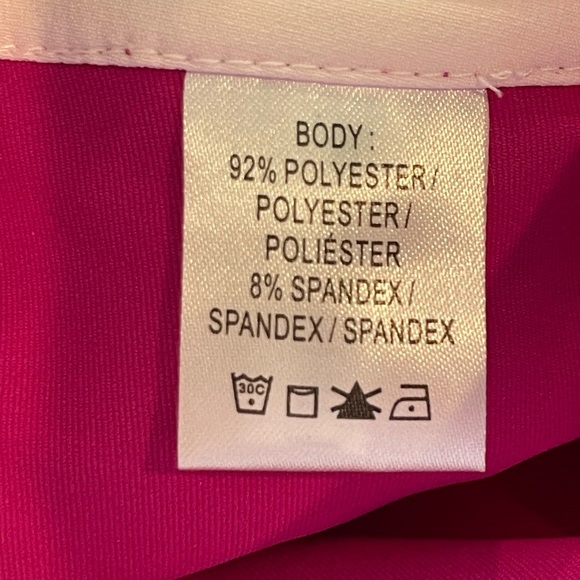 BODY :
92% POLYESTER /
POLYESTER /
POLIÉSTER
8% SPANDEX /
SPANDEX / SPANDEX
30C